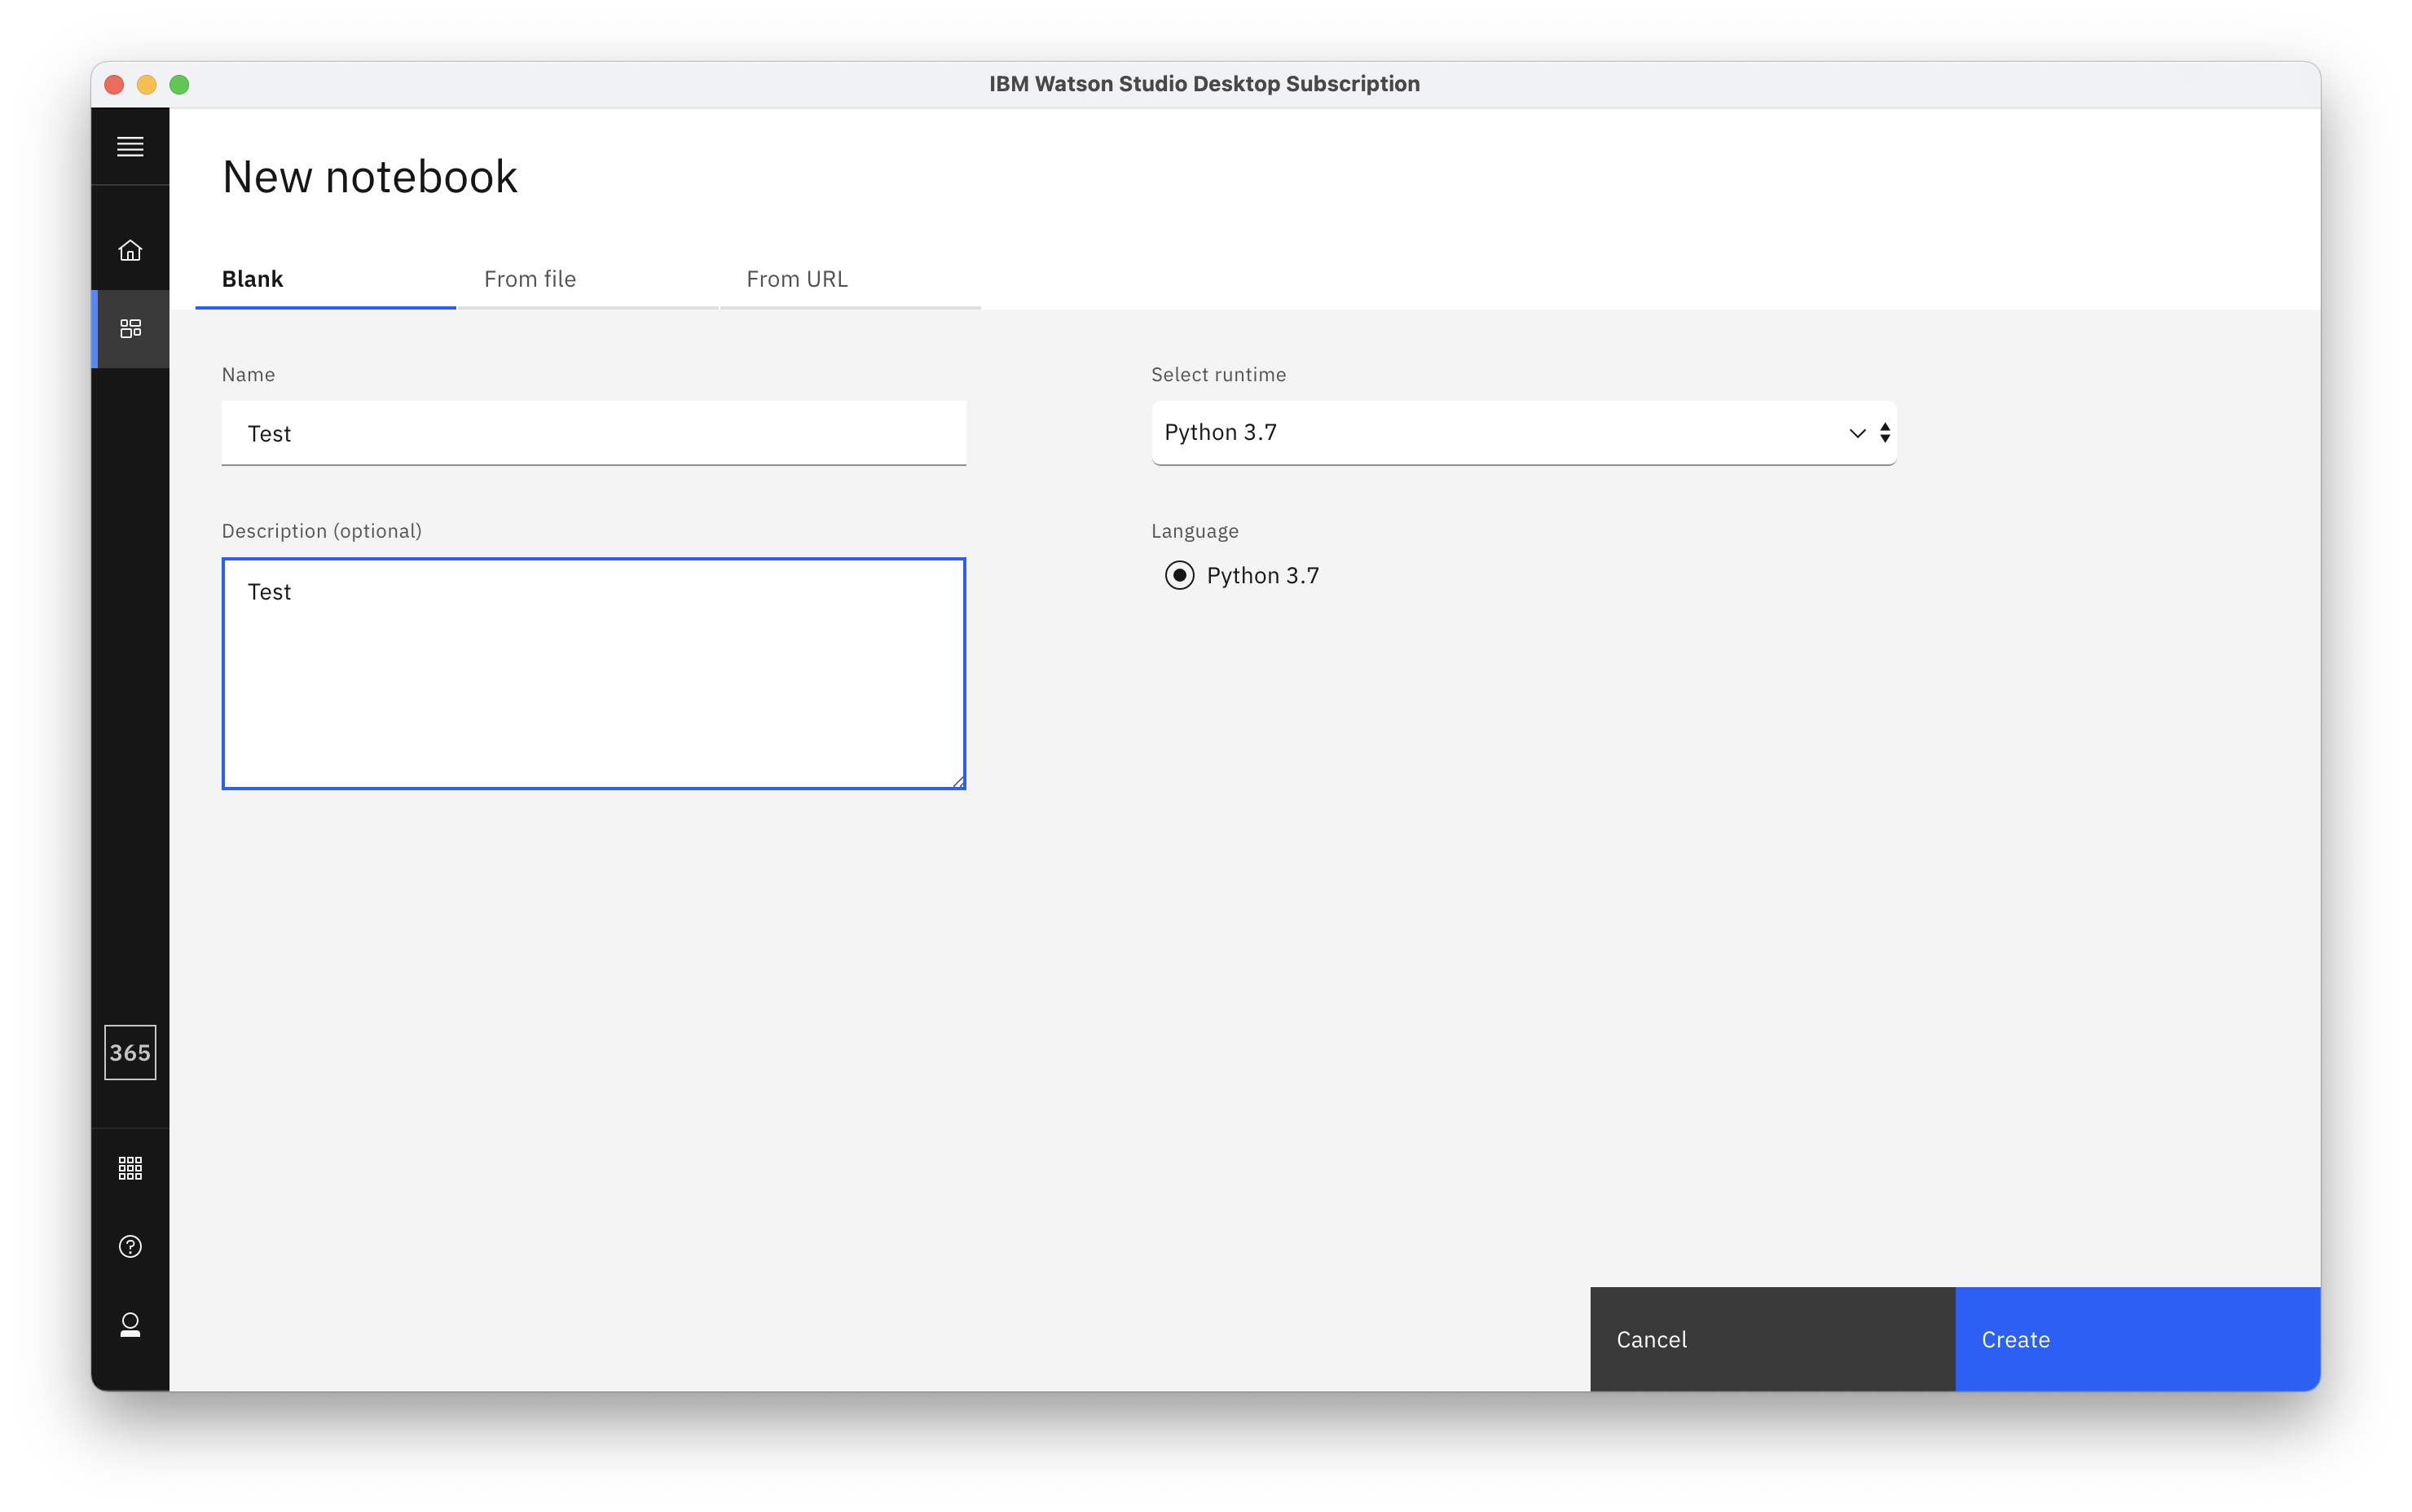 IBM Watson Studio Desktop Subscription
New notebook
Blank
From file
From URL
Name
Test
Select runtime
Python 3.7
Description (optional)
Test
Language
Python 3.7
365
Cancel
Create